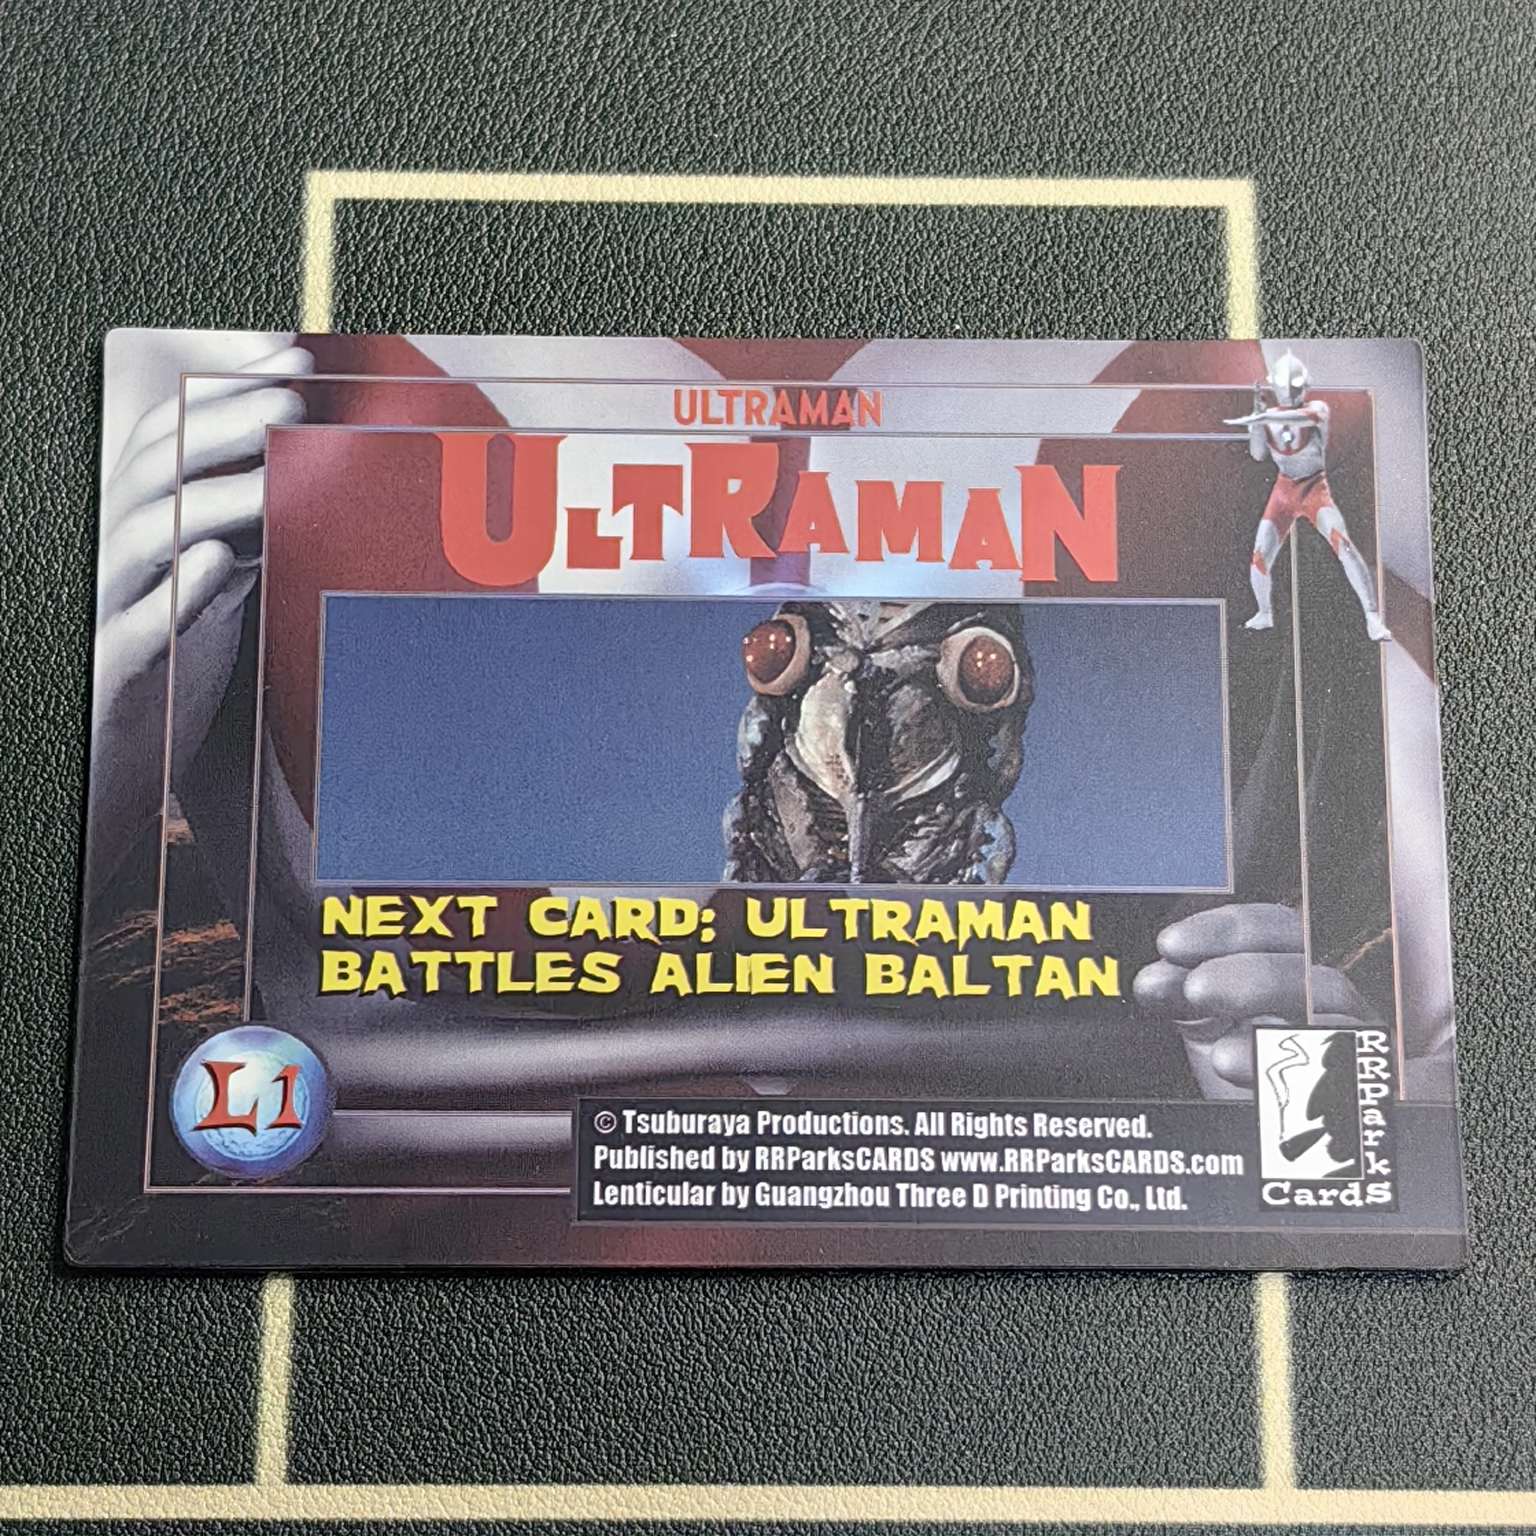 ULTRAMAN
ULTRAMAN
NEXT CARD: ULTRAMAN
BATTLES ALIEN BALTAN
L1
© Tsuburaya Productions. All Rights Reserved.
Published by RRParksCARDS www.RRParksCARDS.com
Lenticular by Guangzhou Three D Printing Co., Ltd.
RRPark
CardS